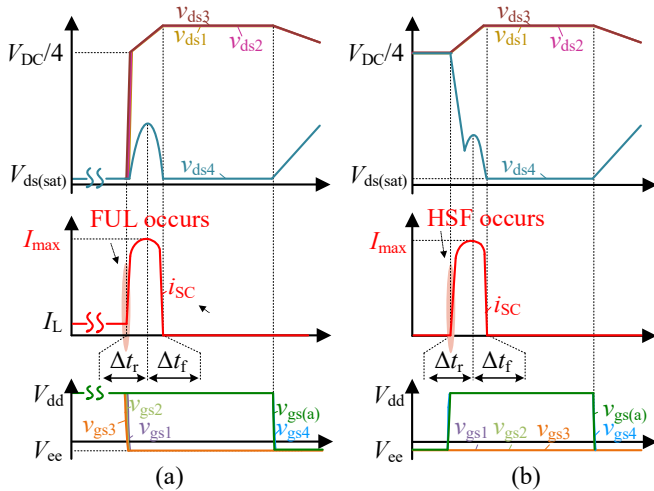 v_ds3
v_ds1
v_ds2
V_DC/4
v_ds4
V_ds(sat)
FUL occurs
I_max
i_SC
I_L
Δt_r
Δt_f
V_dd
v_gs2
v_gs3
v_gs1
v_gs(a)
v_gs4
V_ee
(a)
v_ds3
v_ds1
v_ds2
V_DC/4
v_ds4
V_ds(sat)
HSF occurs
I_max
i_SC
Δt_r
Δt_f
V_dd
v_gs(a)
v_gs1
v_gs2
v_gs3
v_gs4
V_ee
(b)